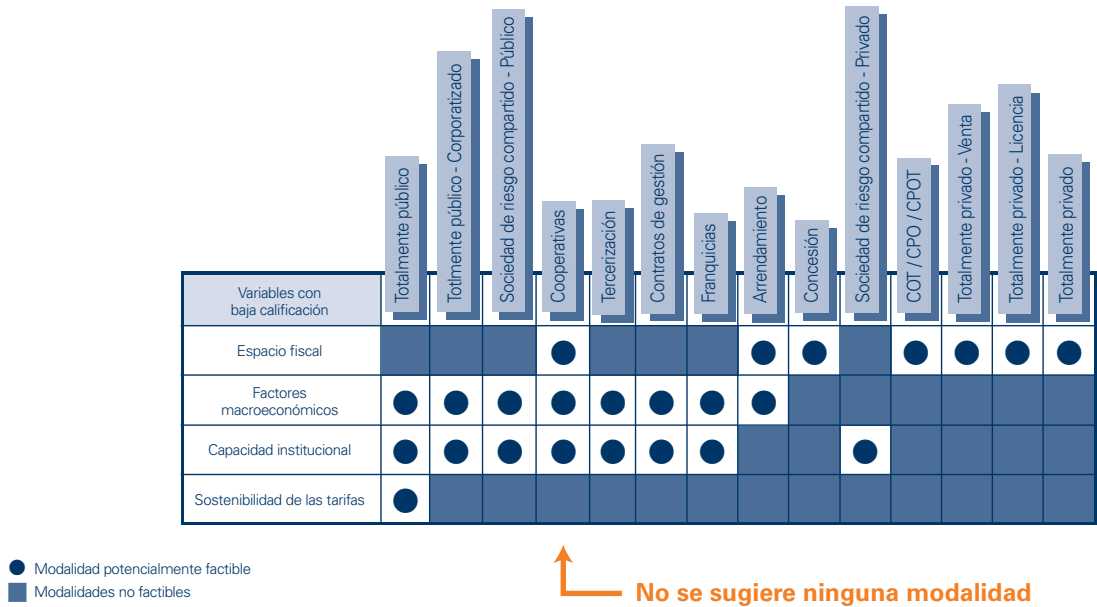 Totalmente público
Totlmente público - Corporatizado
Sociedad de riesgo compartido - Público
Cooperativas
Tercerización
Contratos de gestión
Franquicias
Arrendamiento
Concesión
Sociedad de riesgo compartido - Privado
COT / CPO / CPOT
Totalmente privado - Venta
Totalmente privado - Licencia
Totalmente privado
Variables con
baja calificación
Espacio fiscal
Factores
macroeconómicos
Capacidad institucional
Sostenibilidad de las tarifas
Modalidad potencialmente factible
Modalidades no factibles
No se sugiere ninguna modalidad